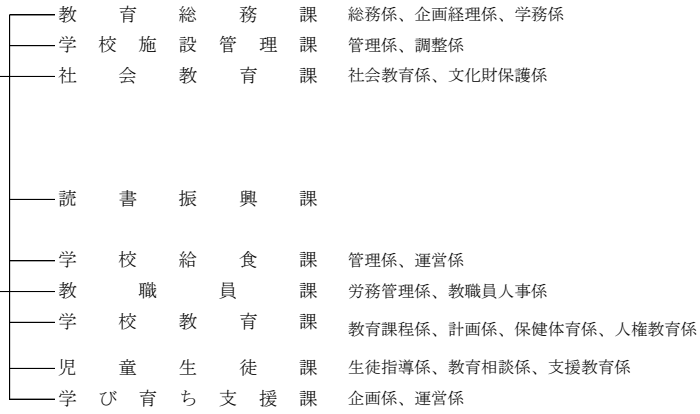 教育総務課 総務係、企画経理係、学務係
学校施設管理課 管理係、調整係
社会教育課 社会教育係、文化財保護係
読書振興課
学校給食課 管理係、運営係
教職員課 労務管理係、教職員人事係
学校教育課 教育課程係、計画係、保健体育係、人権教育係
児童生徒課 生徒指導係、教育相談係、支援教育係
学び育ち支援課 企画係、運営係